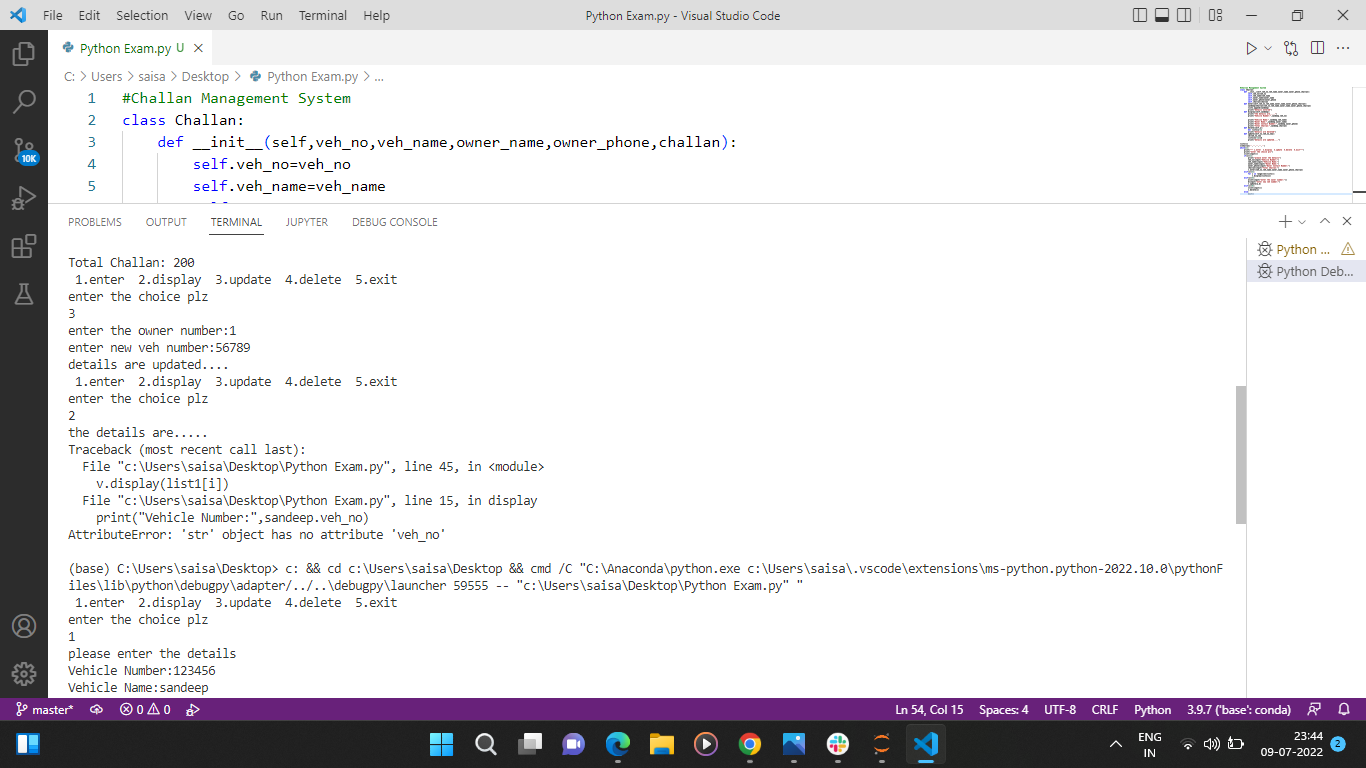 File Edit Selection View Go Run Terminal Help Python Exam.py - Visual Studio Code
Python Exam.py U
C: > Users > saisa > Desktop > Python Exam.py > ...
1 #Challan Management System
2 class Challan:
3 def __init__(self,veh_no,veh_name,owner_name,owner_phone,challan):
4 self.veh_no=veh_no
5 self.veh_name=veh_name
10K
PROBLEMS OUTPUT TERMINAL JUPYTER DEBUG CONSOLE
Python ...
Python Deb...
Total Challan: 200
1.enter 2.display 3.update 4.delete 5.exit
enter the choice plz
3
enter the owner number:1
enter new veh number:56789
details are updated....
1.enter 2.display 3.update 4.delete 5.exit
enter the choice plz
2
the details are.....
Traceback (most recent call last):
File "c:\Users\saisa\Desktop\Python Exam.py", line 45, in <module>
v.display(list1[i])
File "c:\Users\saisa\Desktop\Python Exam.py", line 15, in display
print("Vehicle Number:",sandeep.veh_no)
AttributeError: 'str' object has no attribute 'veh_no'
(base) C:\Users\saisa\Desktop> c: && cd c:\Users\saisa\Desktop && cmd /C "C:\Anaconda\python.exe c:\Users\saisa\.vscode\extensions\ms-python.python-2022.10.0\pythonF
iles\lib\python\debugpy\adapter/../..\debugpy\launcher 59555 -- "c:\Users\saisa\Desktop\Python Exam.py" "
1.enter 2.display 3.update 4.delete 5.exit
enter the choice plz
1
please enter the details
Vehicle Number:123456
Vehicle Name:sandeep
master* 0 0 Ln 54, Col 15 Spaces: 4 UTF-8 CRLF Python 3.9.7 ('base': conda)
ENG
IN
23:44
09-07-2022
2